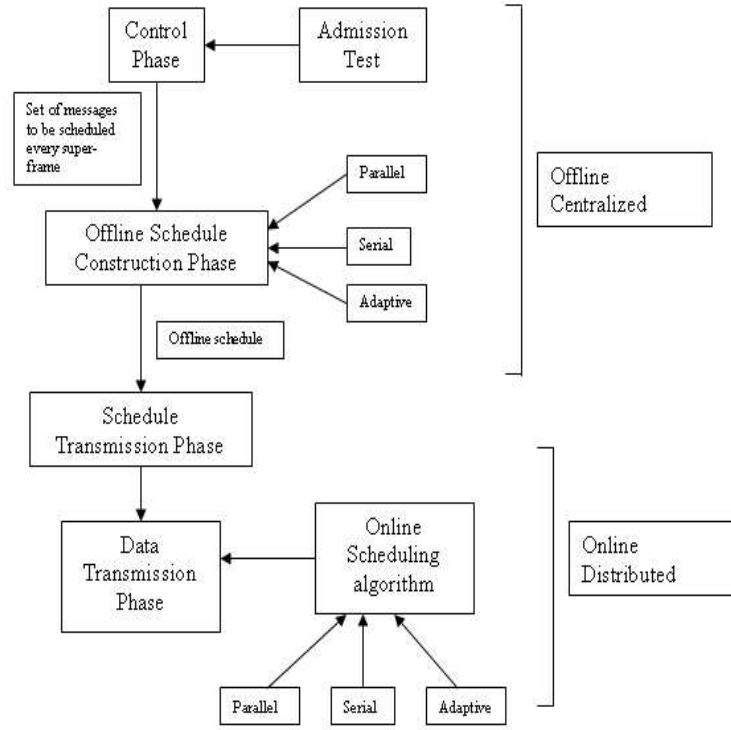 Control
Phase
Admission
Test
Set of messages
to be scheduled
every super-
frame
Parallel
Offline Schedule
Construction Phase
Serial
Adaptive
Offline
Centralized
Offline schedule
Schedule
Transmission Phase
Data
Transmission
Phase
Online
Scheduling
algorithm
Online
Distributed
Parallel
Serial
Adaptive